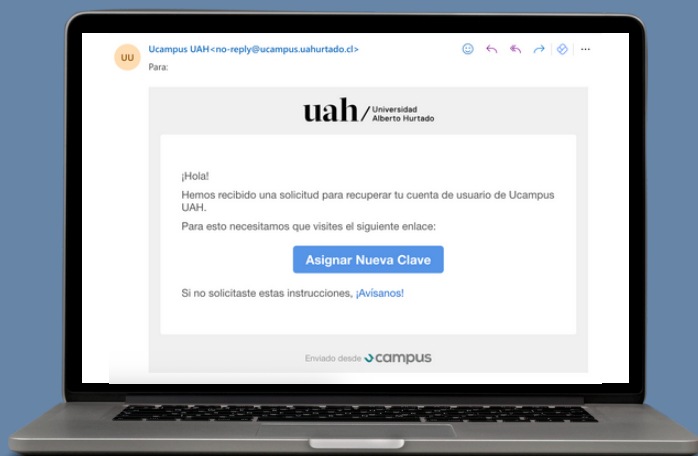 UU
Ucampus UAH<no-reply@ucampus.uahurtado.cl>
Para:
uah/ Universidad
Alberto Hurtado
¡Hola!
Hemos recibido una solicitud para recuperar tu cuenta de usuario de Ucampus
UAH.
Para esto necesitamos que visites el siguiente enlace:
Asignar Nueva Clave
Si no solicitaste estas instrucciones, ¡Avísanos!
Enviado desde campus